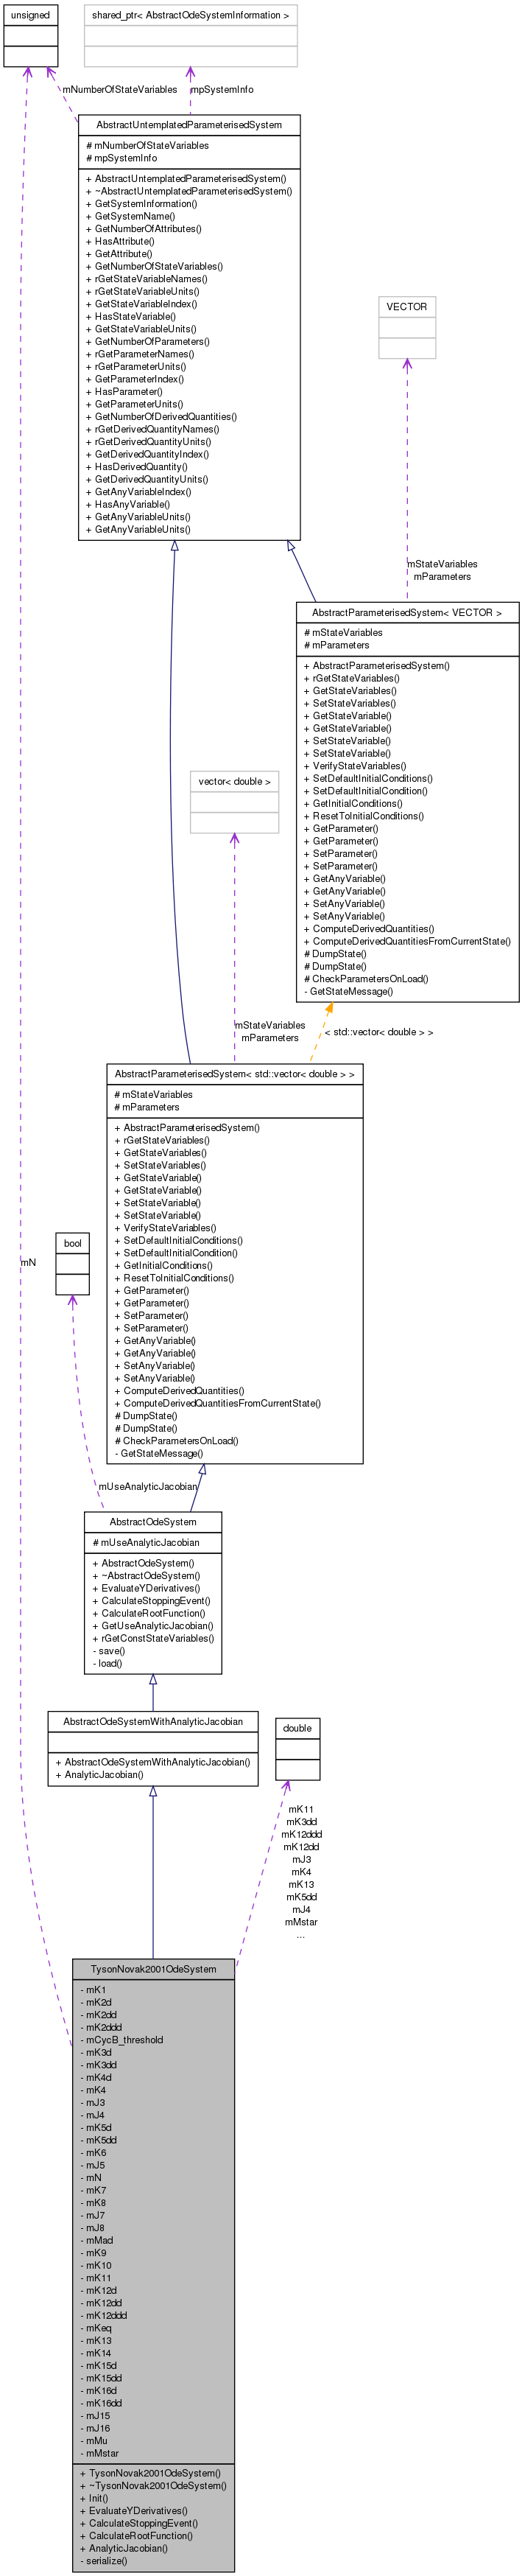 unsigned
shared_ptr< AbstractOdeSystemInformation >
mNumberOfStateVariables
mpSystemInfo
AbstractUntemplatedParameterisedSystem
# mNumberOfStateVariables
# mpSystemInfo
+ AbstractUntemplatedParameterisedSystem()
+ ~AbstractUntemplatedParameterisedSystem()
+ GetSystemInformation()
+ GetSystemName()
+ GetNumberOfAttributes()
+ HasAttribute()
+ GetAttribute()
+ GetNumberOfStateVariables()
+ rGetStateVariableNames()
+ rGetStateVariableUnits()
+ GetStateVariableIndex()
+ HasStateVariable()
+ GetStateVariableUnits()
+ GetNumberOfParameters()
+ rGetParameterNames()
+ rGetParameterUnits()
+ GetParameterIndex()
+ HasParameter()
+ GetParameterUnits()
+ GetNumberOfDerivedQuantities()
+ rGetDerivedQuantityNames()
+ rGetDerivedQuantityUnits()
+ GetDerivedQuantityIndex()
+ HasDerivedQuantity()
+ GetDerivedQuantityUnits()
+ GetAnyVariableIndex()
+ HasAnyVariable()
+ GetAnyVariableUnits()
+ GetAnyVariableUnits()
VECTOR
mStateVariables
mParameters
AbstractParameterisedSystem< VECTOR >
# mStateVariables
# mParameters
+ AbstractParameterisedSystem()
+ rGetStateVariables()
+ GetStateVariables()
+ SetStateVariables()
+ GetStateVariable()
+ GetStateVariable()
+ SetStateVariable()
+ SetStateVariable()
+ VerifyStateVariables()
+ SetDefaultInitialConditions()
+ SetDefaultInitialCondition()
+ GetInitialConditions()
+ ResetToInitialConditions()
+ GetParameter()
+ GetParameter()
+ SetParameter()
+ SetParameter()
+ GetAnyVariable()
+ GetAnyVariable()
+ SetAnyVariable()
+ SetAnyVariable()
+ ComputeDerivedQuantities()
+ ComputeDerivedQuantitiesFromCurrentState()
# DumpState()
# DumpState()
# CheckParametersOnLoad()
- GetStateMessage()
vector< double >
mStateVariables
mParameters
< std::vector< double > >
AbstractParameterisedSystem< std::vector< double > >
# mStateVariables
# mParameters
+ AbstractParameterisedSystem()
+ rGetStateVariables()
+ GetStateVariables()
+ SetStateVariables()
+ GetStateVariable()
+ GetStateVariable()
+ SetStateVariable()
+ SetStateVariable()
+ VerifyStateVariables()
+ SetDefaultInitialConditions()
+ SetDefaultInitialCondition()
+ GetInitialConditions()
+ ResetToInitialConditions()
+ GetParameter()
+ GetParameter()
+ SetParameter()
+ SetParameter()
+ GetAnyVariable()
+ GetAnyVariable()
+ SetAnyVariable()
+ SetAnyVariable()
+ ComputeDerivedQuantities()
+ ComputeDerivedQuantitiesFromCurrentState()
# DumpState()
# DumpState()
# CheckParametersOnLoad()
- GetStateMessage()
bool
mN
mUseAnalyticJacobian
AbstractOdeSystem
# mUseAnalyticJacobian
+ AbstractOdeSystem()
+ ~AbstractOdeSystem()
+ EvaluateYDerivatives()
+ CalculateStoppingEvent()
+ CalculateRootFunction()
+ GetUseAnalyticJacobian()
+ rGetConstStateVariables()
- save()
- load()
AbstractOdeSystemWithAnalyticJacobian
+ AbstractOdeSystemWithAnalyticJacobian()
+ AnalyticJacobian()
double
mK11
mK3dd
mK12ddd
mK12dd
mJ3
mK4
mK13
mK5dd
mJ4
mMstar
...
TysonNovak2001OdeSystem
- mK1
- mK2d
- mK2dd
- mK2ddd
- mCycB_threshold
- mK3d
- mK3dd
- mK4d
- mK4
- mJ3
- mJ4
- mK5d
- mK5dd
- mK6
- mJ5
- mN
- mK7
- mK8
- mJ7
- mJ8
- mMad
- mK9
- mK10
- mK11
- mK12d
- mK12dd
- mK12ddd
- mKeq
- mK13
- mK14
- mK15d
- mK15dd
- mK16d
- mK16dd
- mJ15
- mJ16
- mMu
- mMstar
+ TysonNovak2001OdeSystem()
+ ~TysonNovak2001OdeSystem()
+ Init()
+ EvaluateYDerivatives()
+ CalculateStoppingEvent()
+ CalculateRootFunction()
+ AnalyticJacobian()
- serialize()